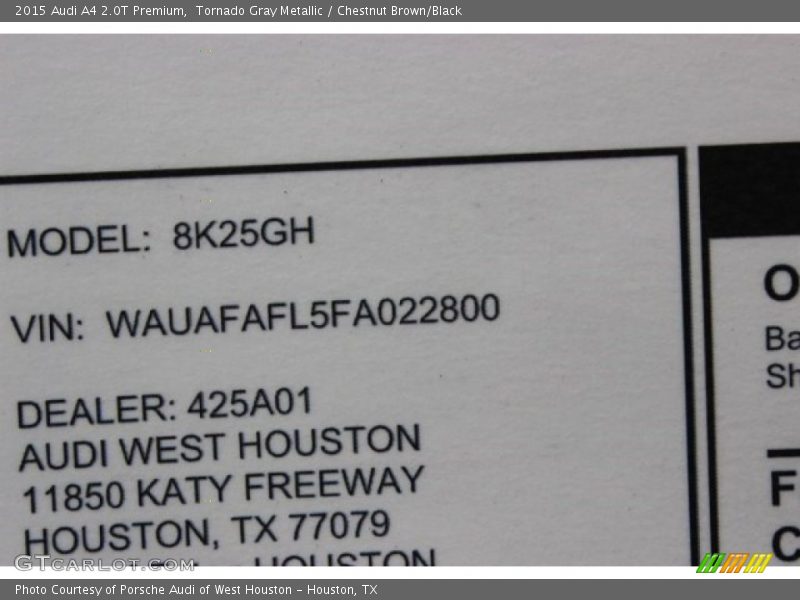 2015 Audi A4 2.0T Premium,  Tornado Gray Metallic / Chestnut Brown/Black
MODEL: 8K25GH
VIN: WAUAFAFL5FA022800
DEALER: 425A01
AUDI WEST HOUSTON
11850 KATY FREEWAY
HOUSTON, TX 77079
HOUSTON
O
Ba
Sh
F
C
GTCARLOT.COM
Photo Courtesy of Porsche Audi of West Houston – Houston, TX